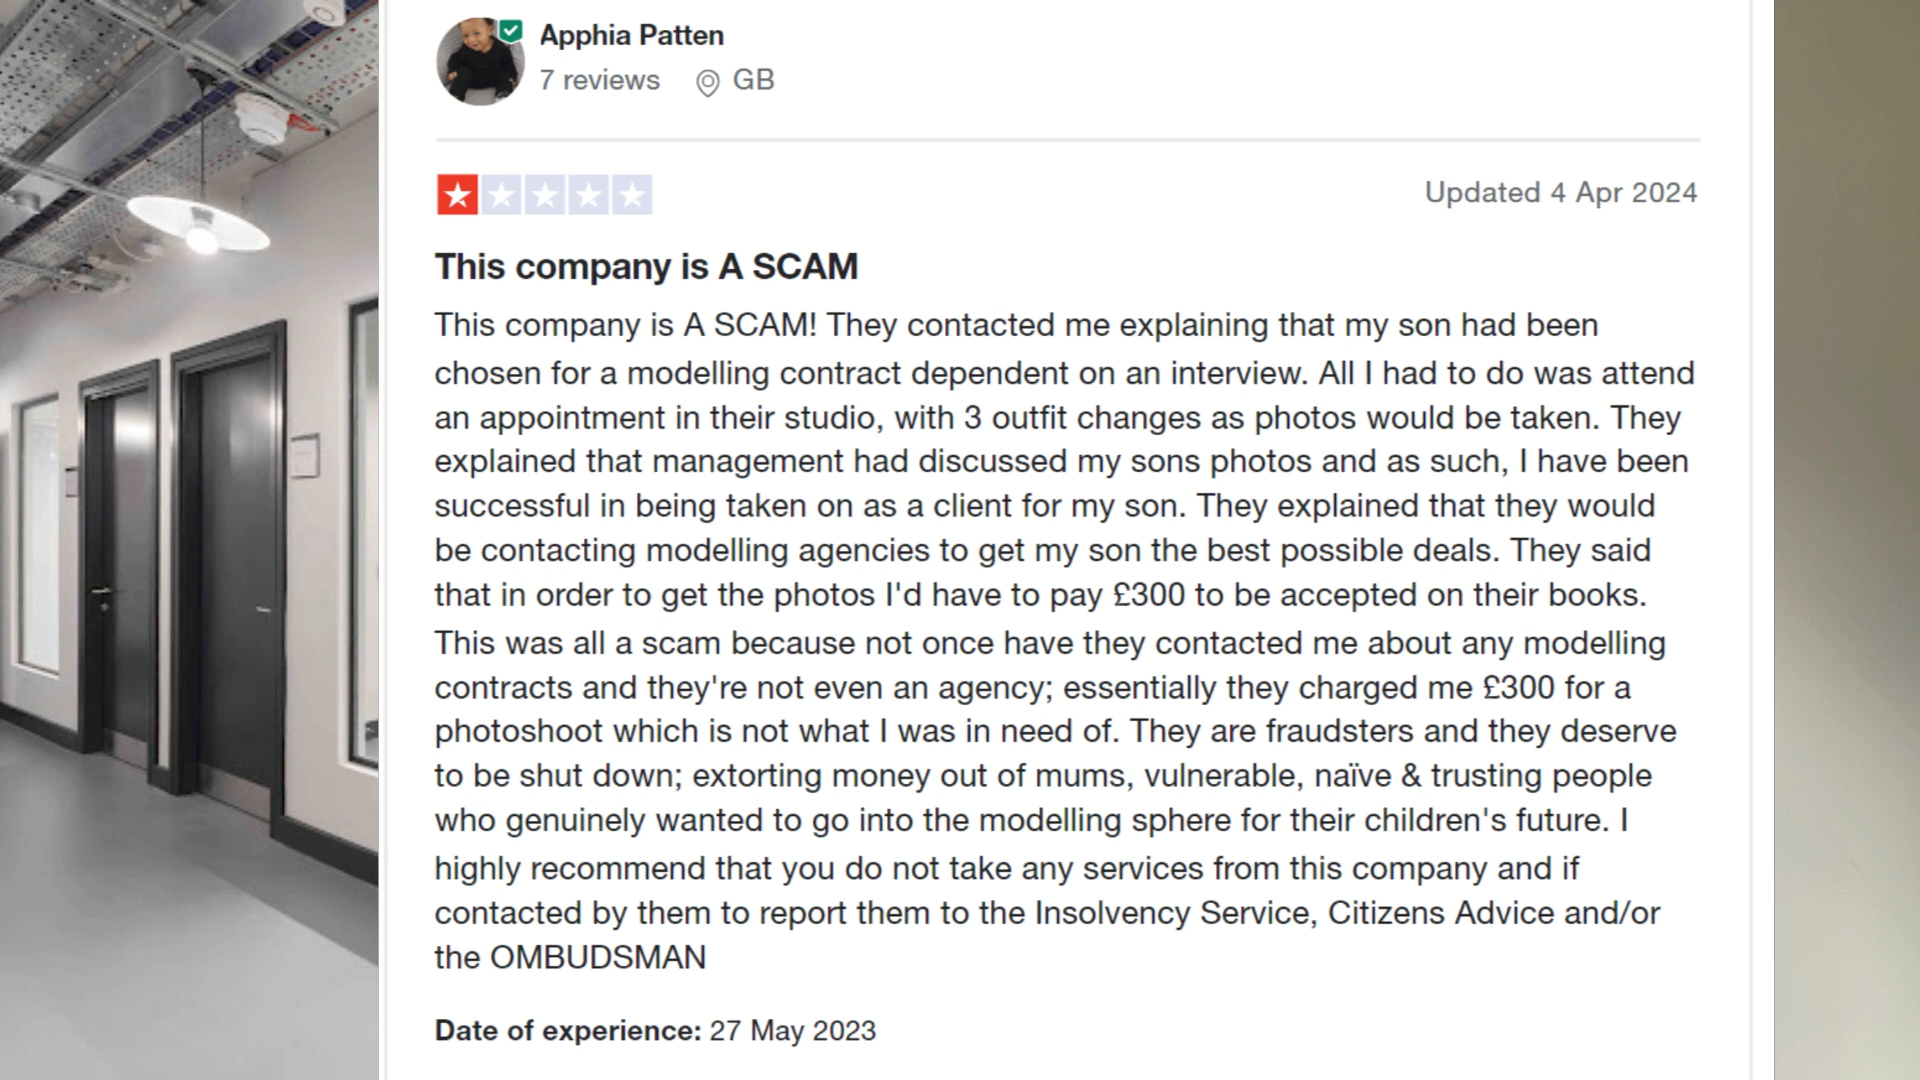 Apphia Patten
7 reviews GB
Updated 4 Apr 2024
This company is A SCAM
This company is A SCAM! They contacted me explaining that my son had been
chosen for a modelling contract dependent on an interview. All I had to do was attend
an appointment in their studio, with 3 outfit changes as photos would be taken. They
explained that management had discussed my sons photos and as such, I have been
successful in being taken on as a client for my son. They explained that they would
be contacting modelling agencies to get my son the best possible deals. They said
that in order to get the photos I'd have to pay £300 to be accepted on their books.
This was all a scam because not once have they contacted me about any modelling
contracts and they're not even an agency; essentially they charged me £300 for a
photoshoot which is not what I was in need of. They are fraudsters and they deserve
to be shut down; extorting money out of mums, vulnerable, naïve & trusting people
who genuinely wanted to go into the modelling sphere for their children's future. I
highly recommend that you do not take any services from this company and if
contacted by them to report them to the Insolvency Service, Citizens Advice and/or
the OMBUDSMAN
Date of experience: 27 May 2023